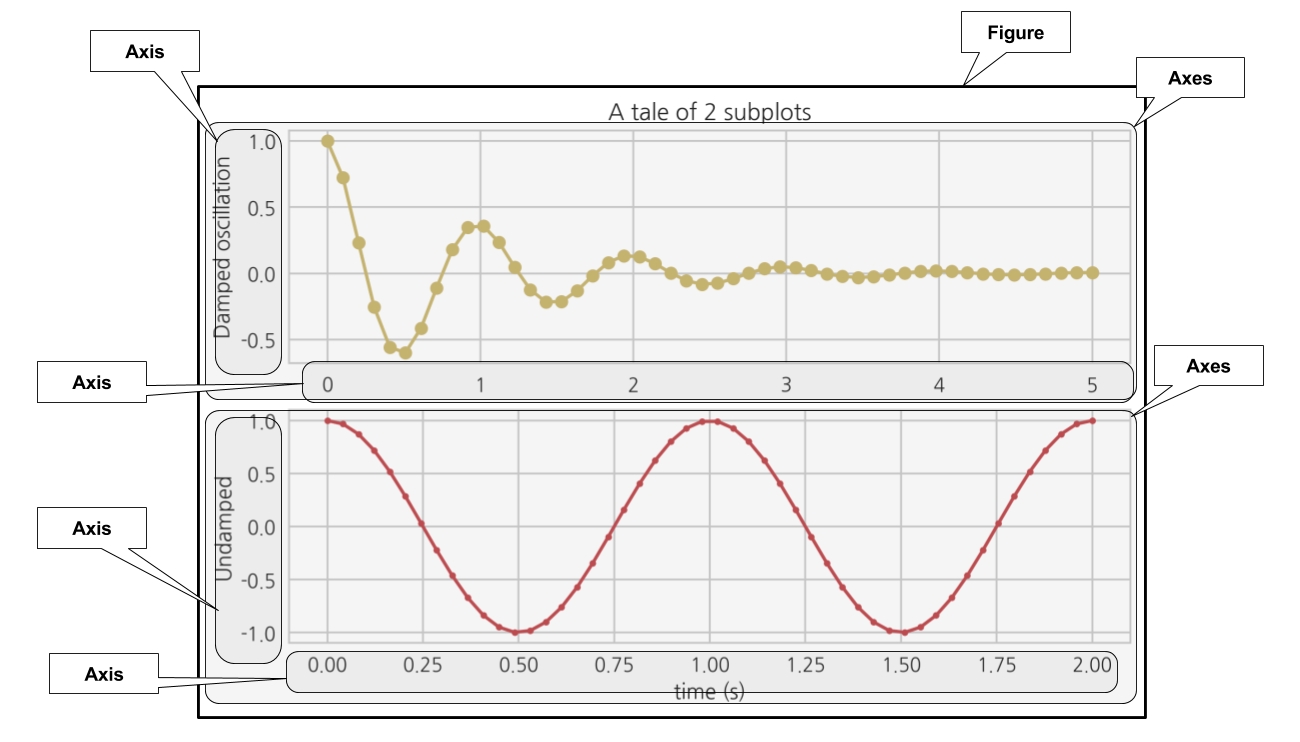 Figure
Axis
Axes
A tale of 2 subplots
Damped oscillation
1.0
0.5
0.0
-0.5
Axis
0 1 2 3 4 5
Axes
Undamped
1.0
0.5
0.0
-0.5
-1.0
Axis
Axis
0.00 0.25 0.50 0.75 1.00 1.25 1.50 1.75 2.00
time (s)